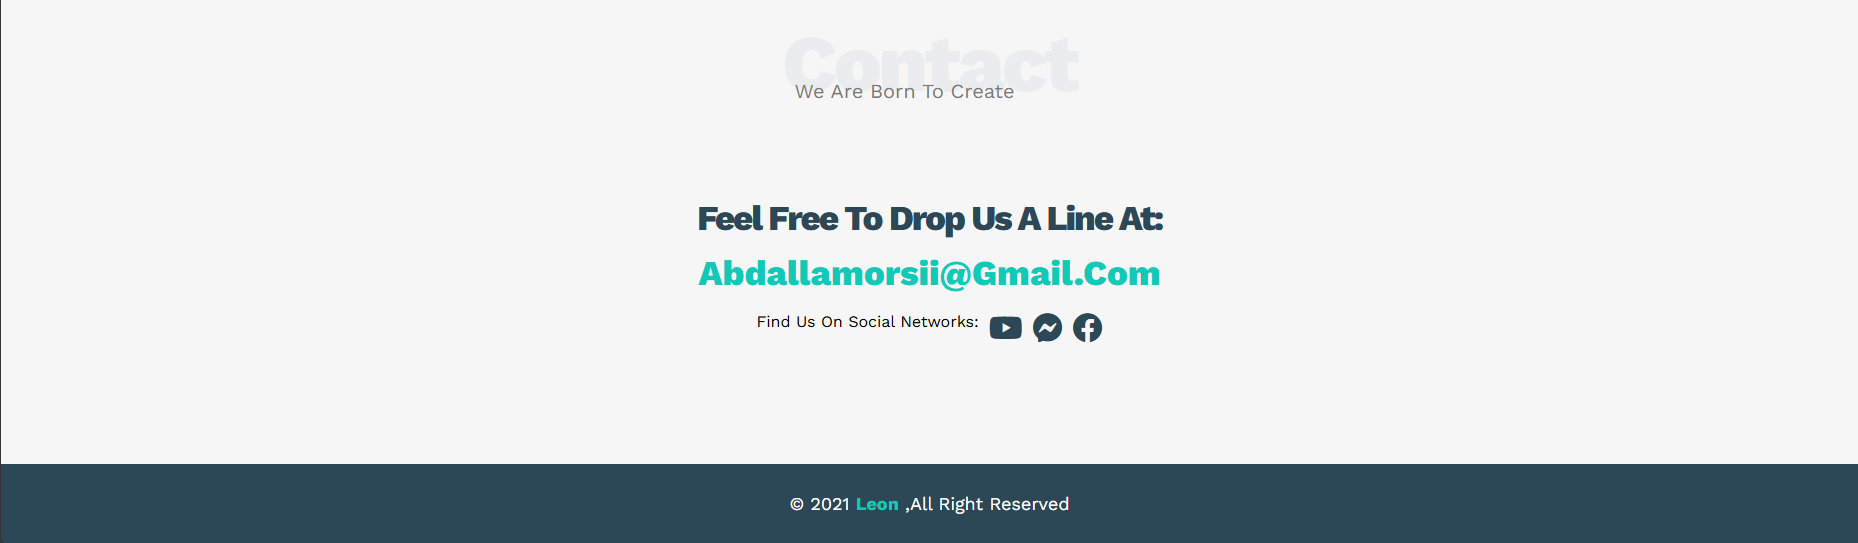 Contact
We Are Born To Create
Feel Free To Drop Us A Line At:
Abdallamorsii@Gmail.Com
Find Us On Social Networks:
© 2021 Leon ,All Right Reserved